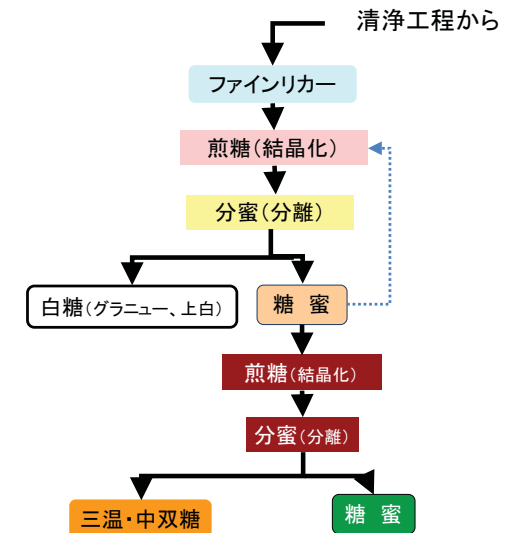 清浄工程から
ファインリカー
煎糖(結晶化)
分蜜(分離)
白糖(グラニュー、上白)
糖 蜜
煎糖(結晶化)
分蜜(分離)
三温・中双糖
糖 蜜